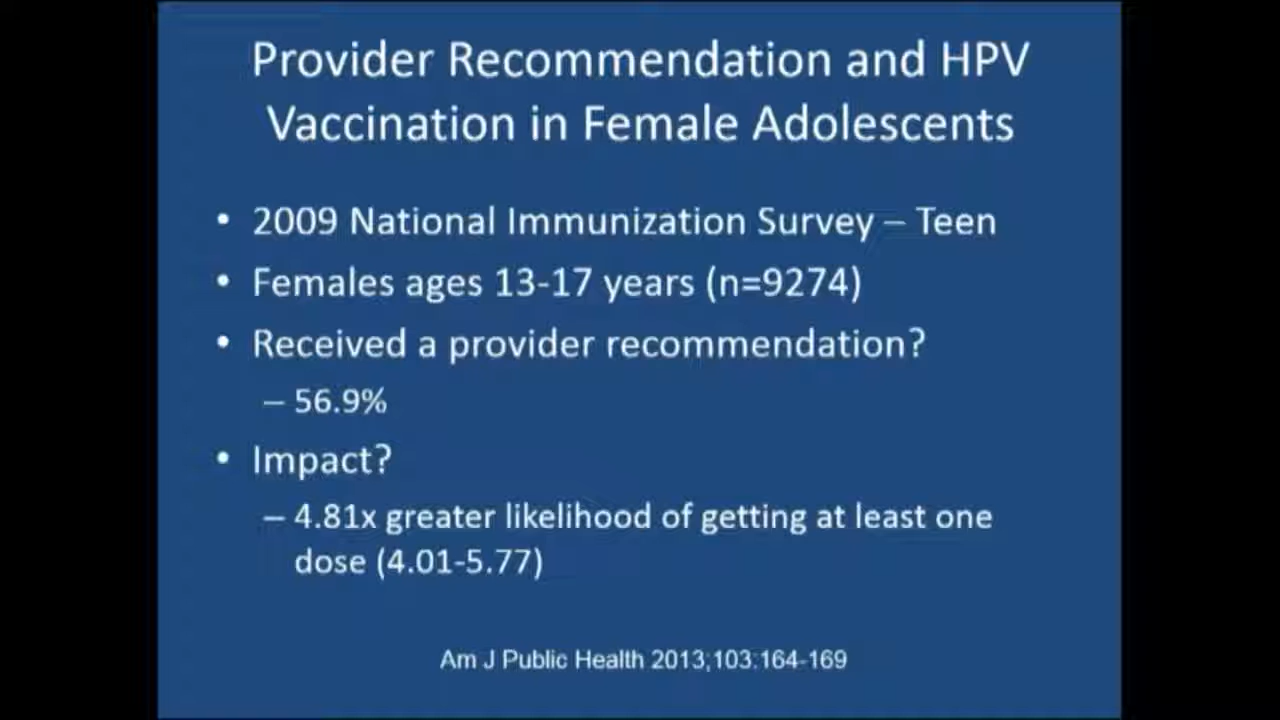 Provider Recommendation and HPV
Vaccination in Female Adolescents
• 2009 National Immunization Survey – Teen
• Females ages 13-17 years (n=9274)
• Received a provider recommendation?
– 56.9%
• Impact?
– 4.81x greater likelihood of getting at least one
dose (4.01-5.77)
Am J Public Health 2013;103:164-169